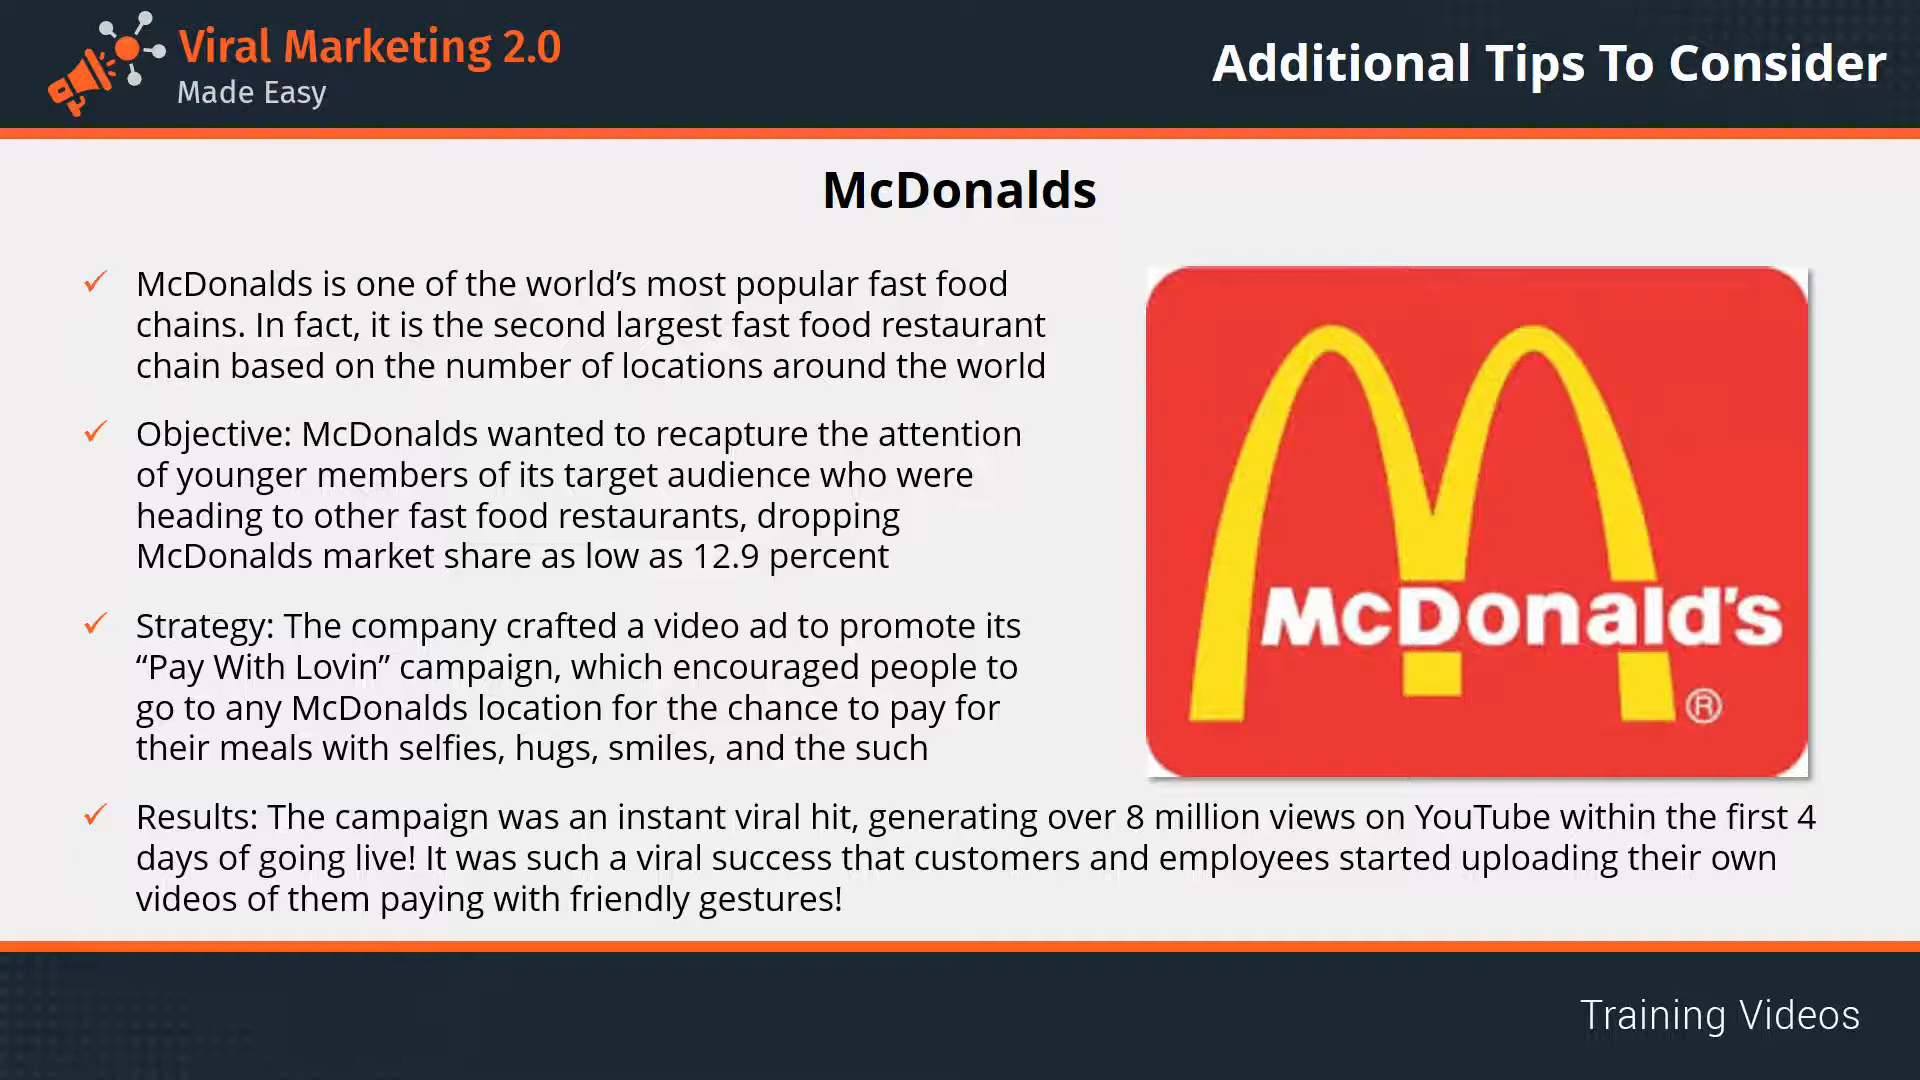 Viral Marketing 2.0
Made Easy
Additional Tips To Consider
McDonalds
McDonalds is one of the world’s most popular fast food
chains. In fact, it is the second largest fast food restaurant
chain based on the number of locations around the world
Objective: McDonalds wanted to recapture the attention
of younger members of its target audience who were
heading to other fast food restaurants, dropping
McDonalds market share as low as 12.9 percent
Strategy: The company crafted a video ad to promote its
“Pay With Lovin” campaign, which encouraged people to
go to any McDonalds location for the chance to pay for
their meals with selfies, hugs, smiles, and the such
McDonald's
®
Results: The campaign was an instant viral hit, generating over 8 million views on YouTube within the first 4
days of going live! It was such a viral success that customers and employees started uploading their own
videos of them paying with friendly gestures!
Training Videos